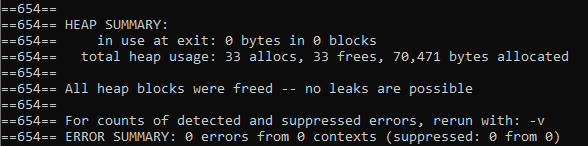 ==654==
==654== HEAP SUMMARY:
==654==     in use at exit: 0 bytes in 0 blocks
==654==   total heap usage: 33 allocs, 33 frees, 70,471 bytes allocated
==654==
==654== All heap blocks were freed -- no leaks are possible
==654==
==654== For counts of detected and suppressed errors, rerun with: -v
==654== ERROR SUMMARY: 0 errors from 0 contexts (suppressed: 0 from 0)